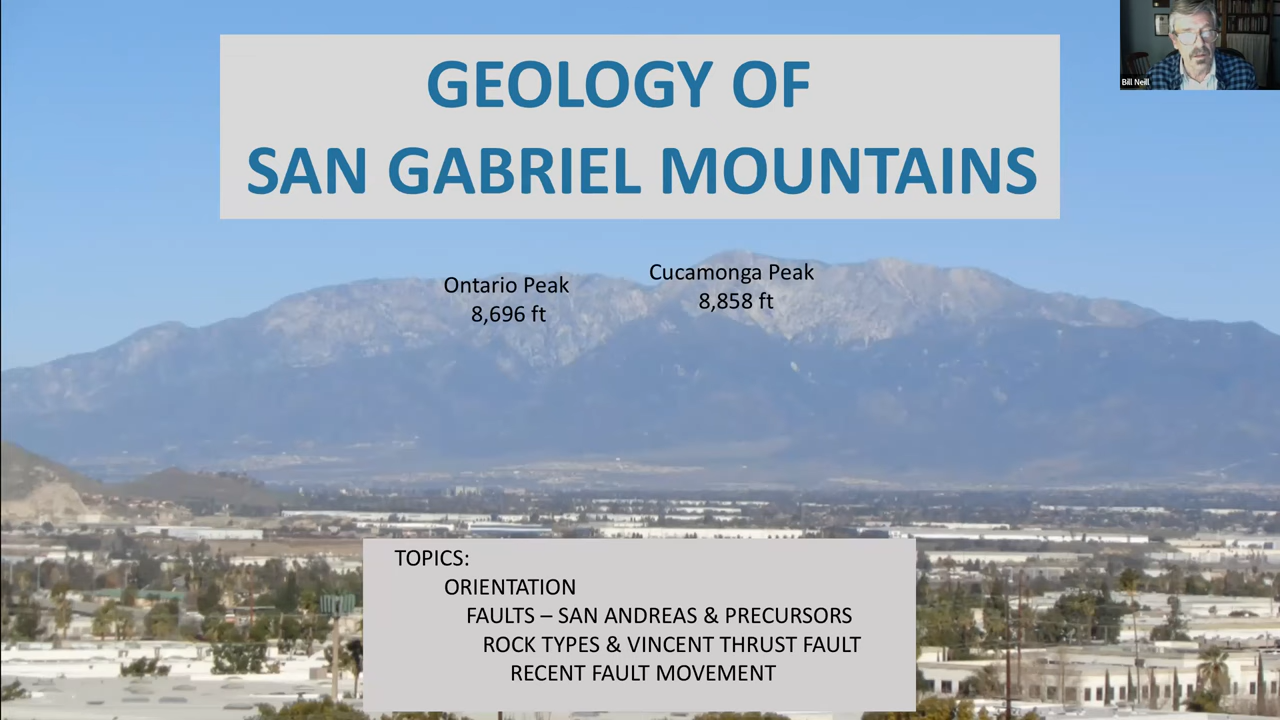 GEOLOGY OF
SAN GABRIEL MOUNTAINS
Bill Neill
Ontario Peak
8,696 ft
Cucamonga Peak
8,858 ft
TOPICS:
ORIENTATION
FAULTS – SAN ANDREAS & PRECURSORS
ROCK TYPES & VINCENT THRUST FAULT
RECENT FAULT MOVEMENT